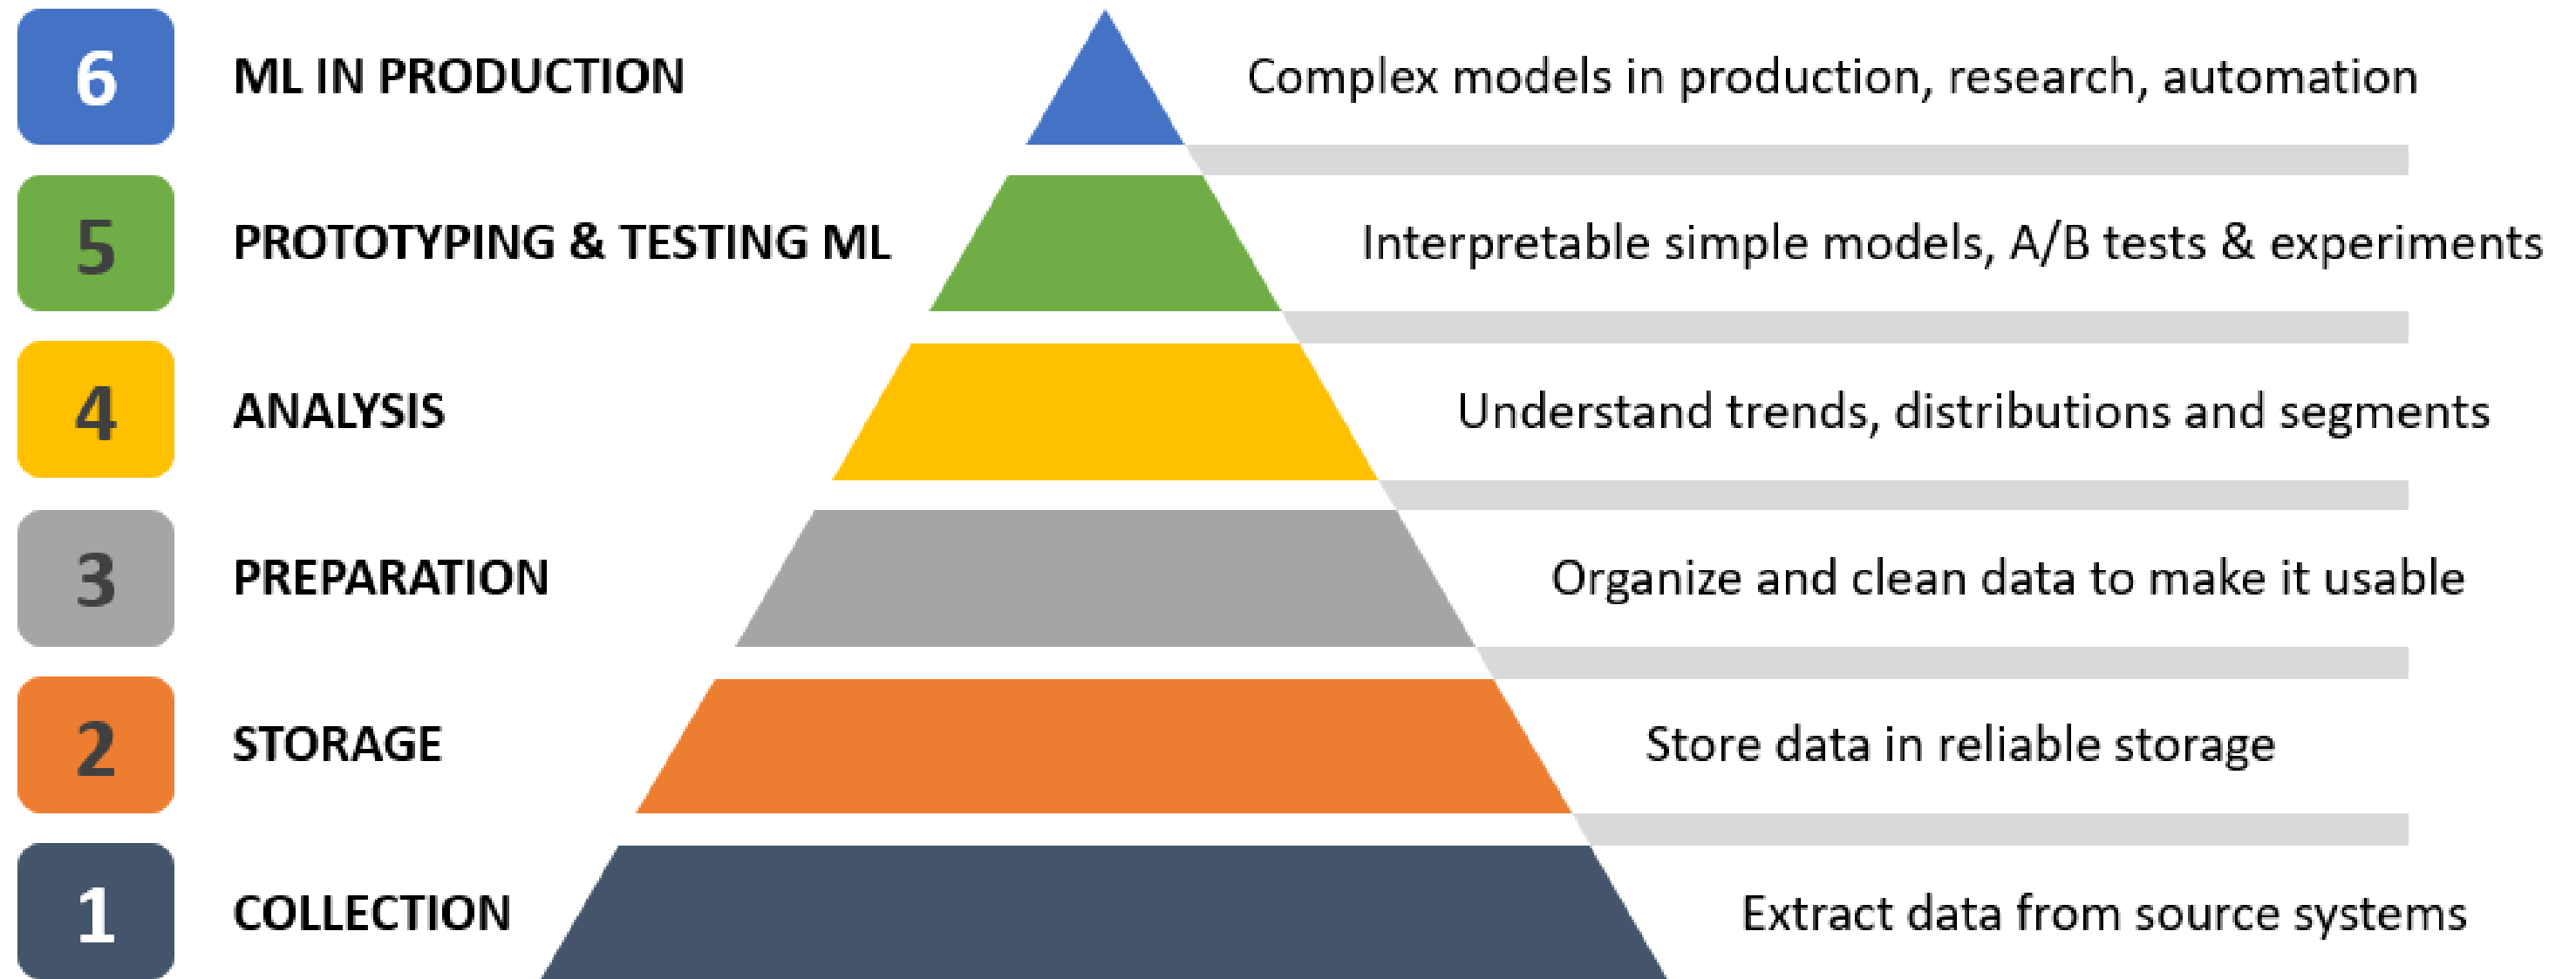 6
ML IN PRODUCTION
Complex models in production, research, automation
5
PROTOTYPING & TESTING ML
Interpretable simple models, A/B tests & experiments
4
ANALYSIS
Understand trends, distributions and segments
3
PREPARATION
Organize and clean data to make it usable
2
STORAGE
Store data in reliable storage
1
COLLECTION
Extract data from source systems